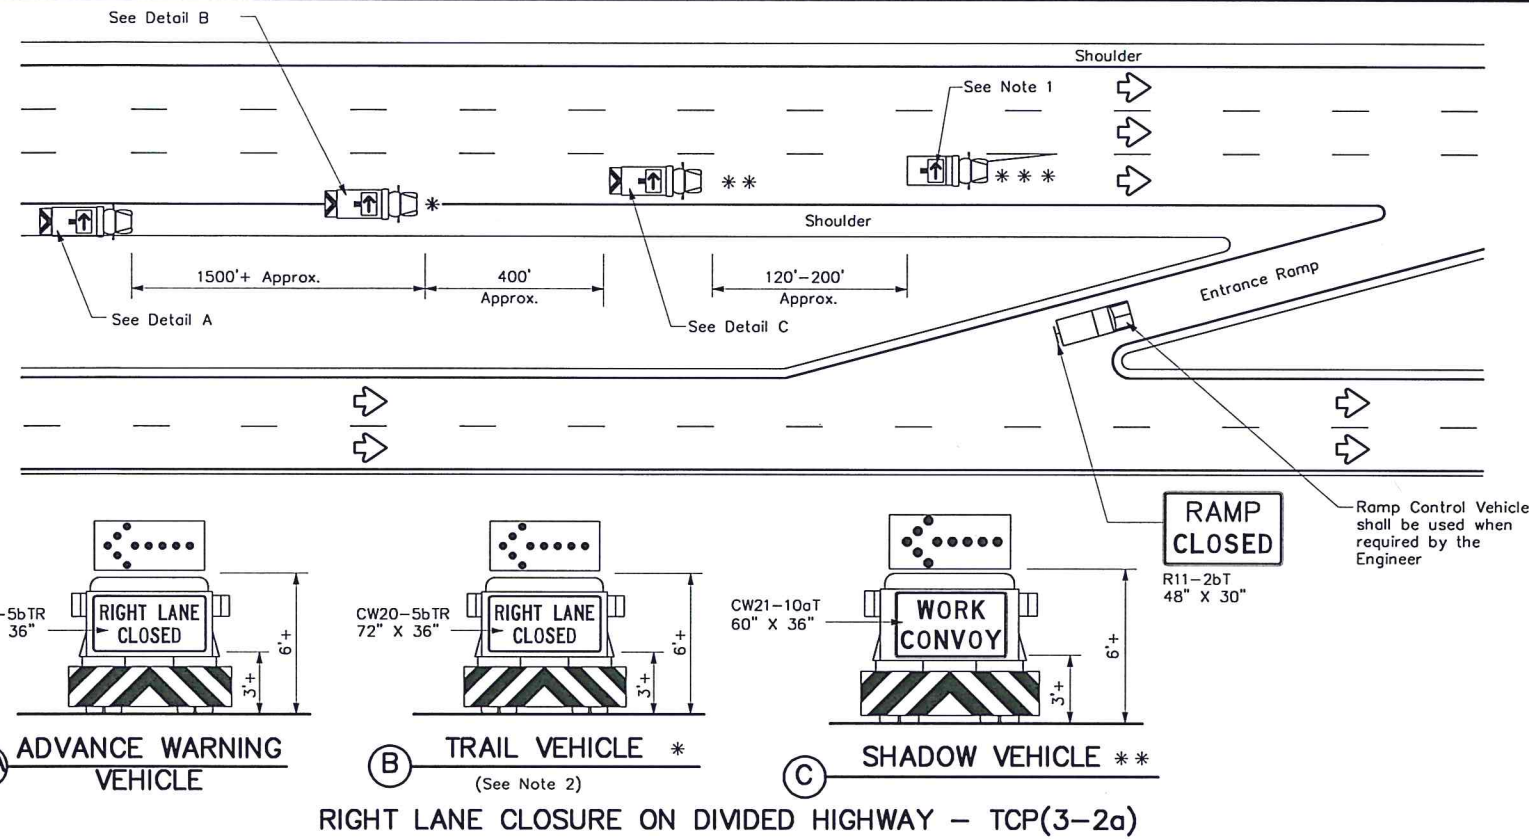 See Detail B
Shoulder
See Note 1
*
* *
* * *
Shoulder
1500'+ Approx.
400'
Approx.
120'-200'
Approx.
Entrance Ramp
See Detail A
See Detail C
RAMP
CLOSED
R11-2bT
48" X 30"
Ramp Control Vehicle
shall be used when
required by the
Engineer
-5bTR
36"
RIGHT LANE
CLOSED
6'+
3'+
CW20-5bTR
72" X 36"
RIGHT LANE
CLOSED
6'+
3'+
CW21-10aT
60" X 36"
WORK
CONVOY
6'+
3'+
ADVANCE WARNING
VEHICLE
B
TRAIL VEHICLE *
(See Note 2)
C
SHADOW VEHICLE * *
RIGHT LANE CLOSURE ON DIVIDED HIGHWAY - TCP(3-2a)